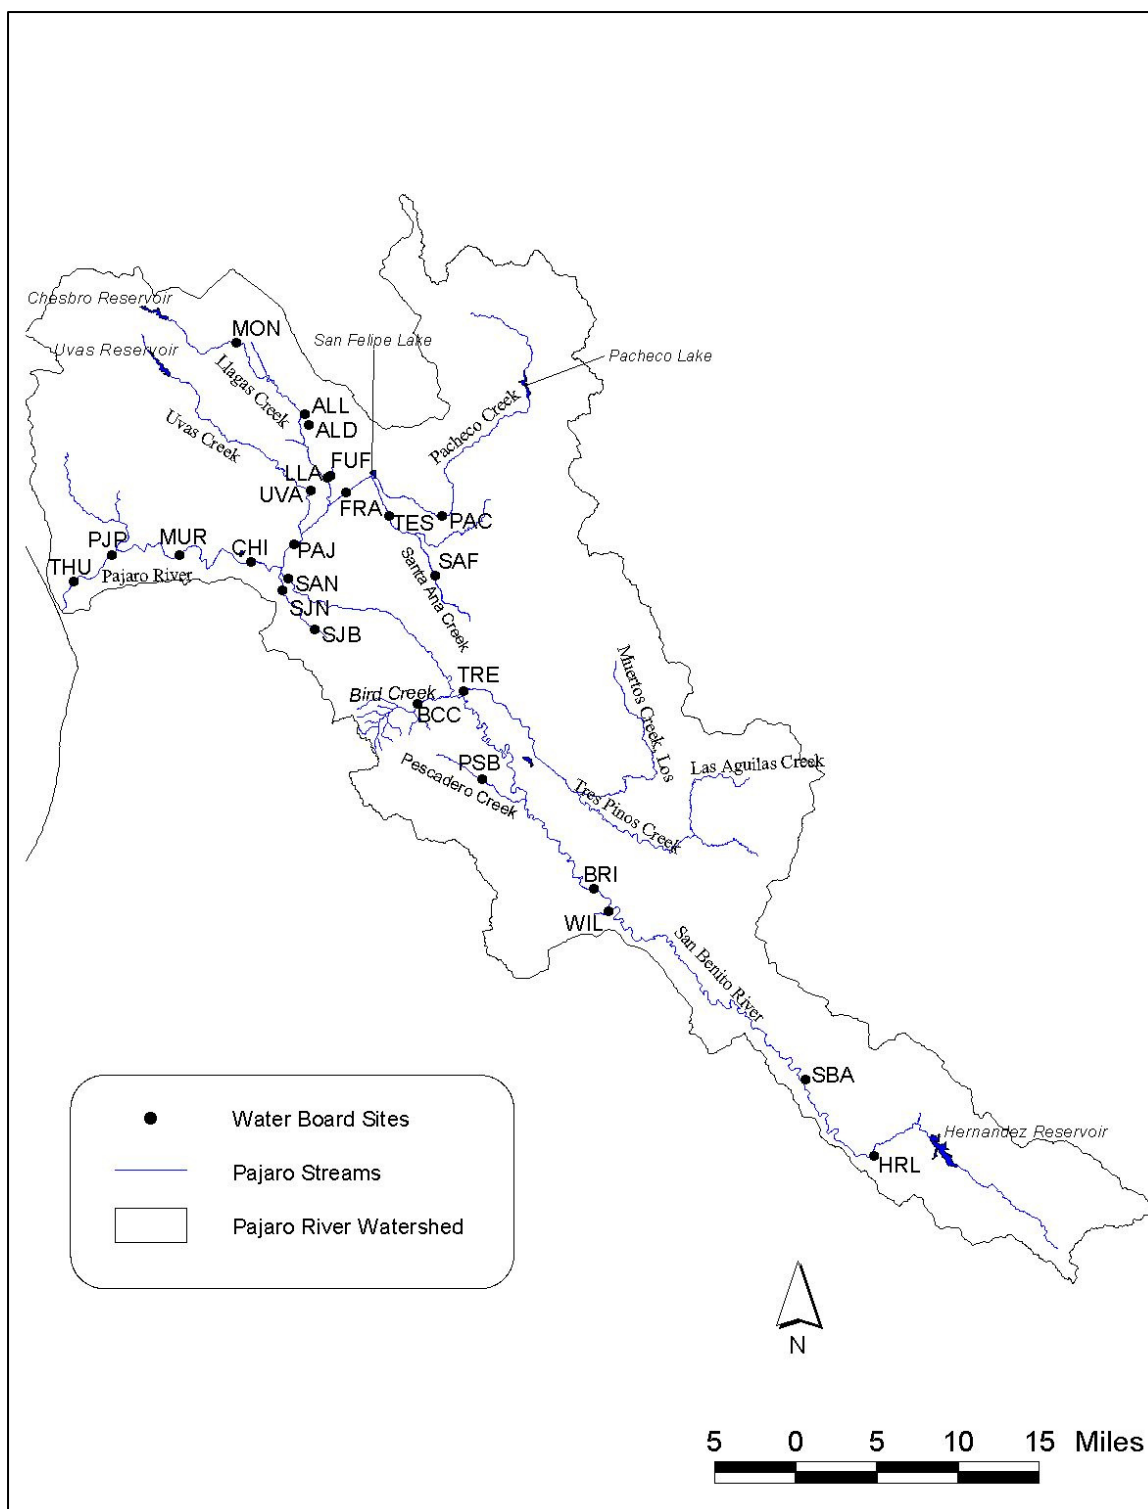 Chesbro Reservoir
MON
San Felipe Lake
Uvas Reservoir
Pacheco Lake
Llagas Creek
ALL
ALD
Pacheco Creek
Uvas Creek
FUF
LLA
UVA
FRA
TES
PAC
PJP
MUR
CHI
PAJ
THU
Pajaro River
SAF
Santa Ana Creek
SAN
SJN
SJB
TRE
Muertos Creek, Los
Bird Creek
BCC
PSB
Las Aguilas Creek
Pescadero Creek
Tres Pinos Creek
BRI
WIL
San Benito River
SBA
Hernandez Reservoir
HRL
Water Board Sites
Pajaro Streams
Pajaro River Watershed
N
5 0 5 10 15 Miles